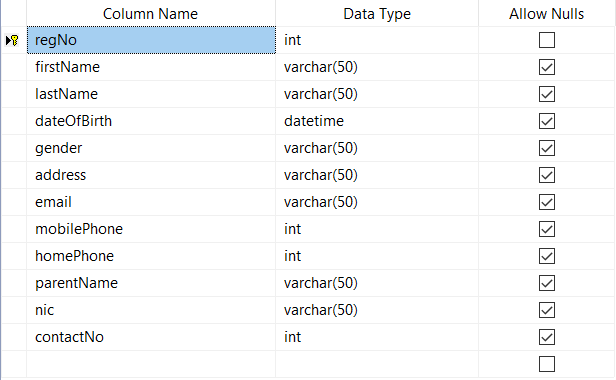 Column Name Data Type Allow Nulls
regNo int
firstName varchar(50)
lastName varchar(50)
dateOfBirth datetime
gender varchar(50)
address varchar(50)
email varchar(50)
mobilePhone int
homePhone int
parentName varchar(50)
nic varchar(50)
contactNo int